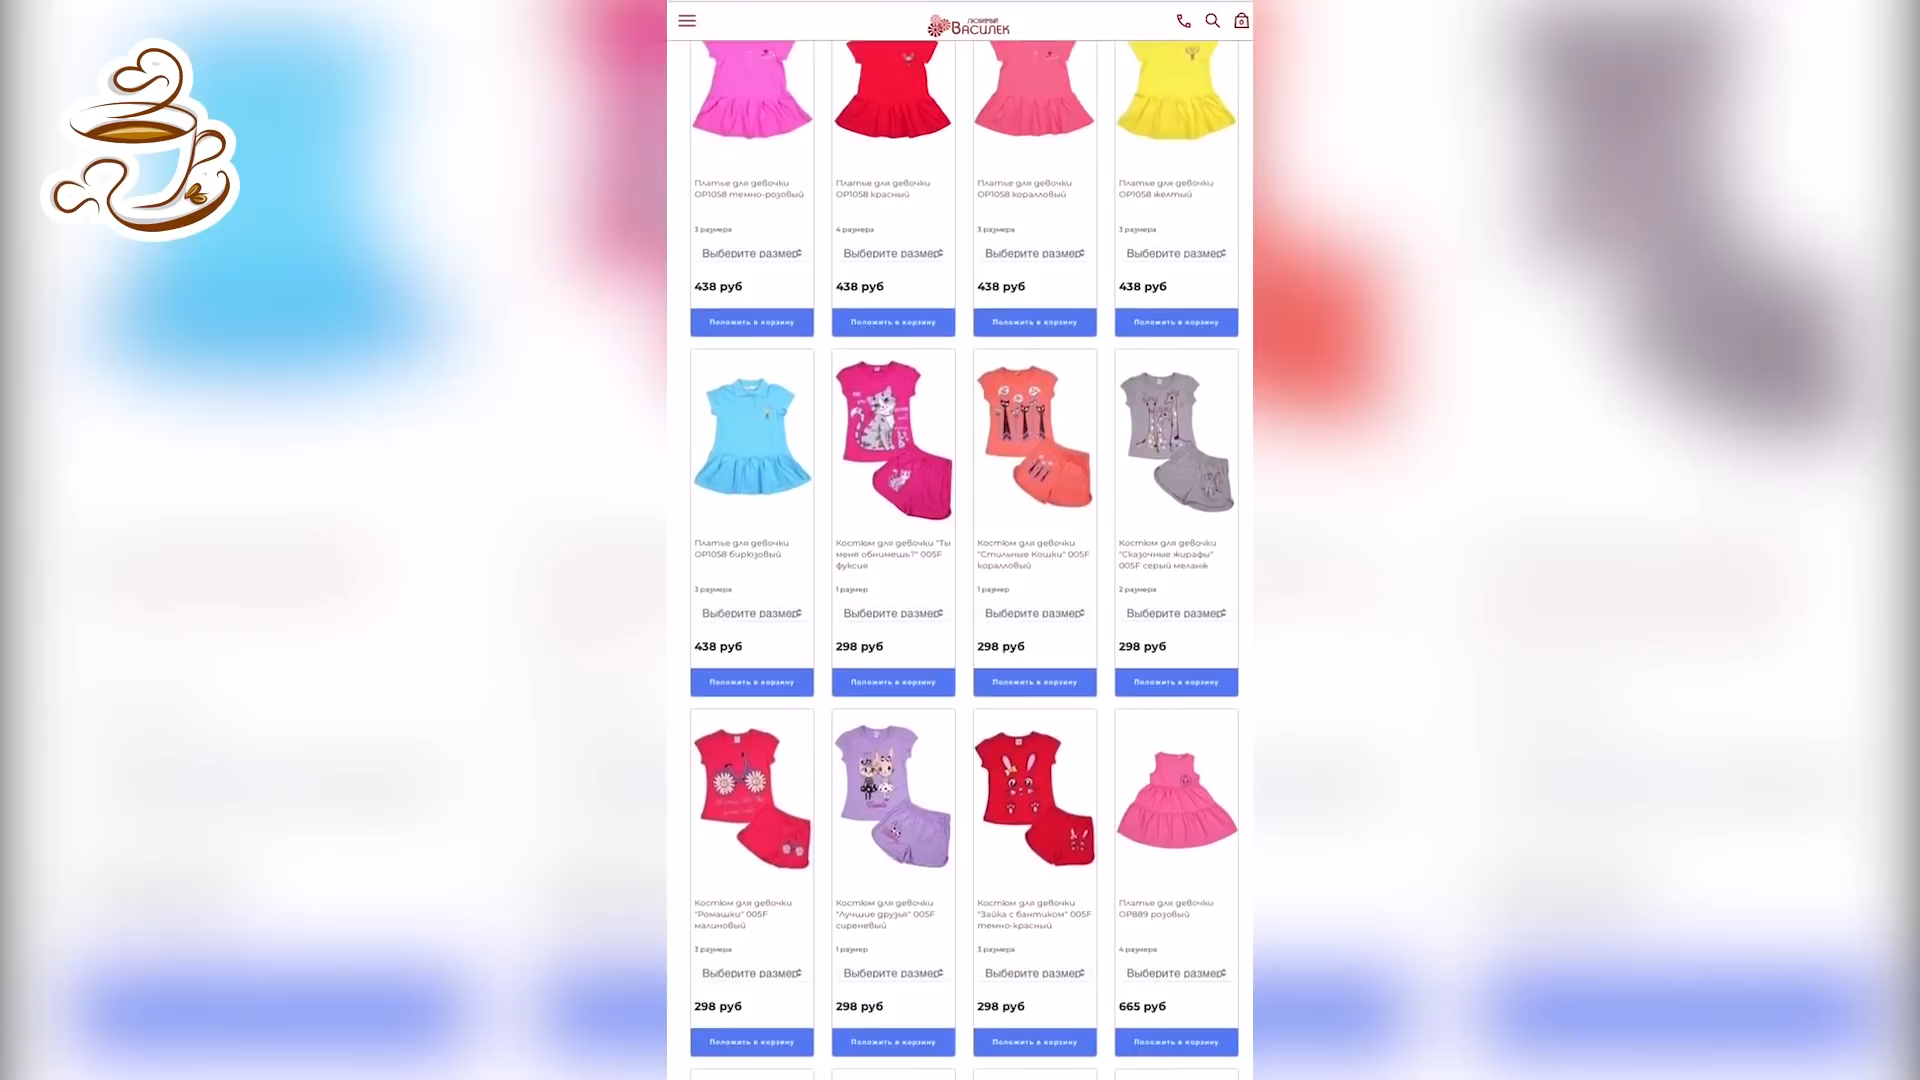 ЛЮБИМЫЙ
ВАСИЛЕК
0
Платье для девочки
OP1058 темно-розовый
3 размера
Выберите размер
438 руб
Положить в корзину
Платье для девочки
OP1058 красный
4 размера
Выберите размер
438 руб
Положить в корзину
Платье для девочки
OP1058 коралловый
3 размера
Выберите размер
438 руб
Положить в корзину
Платье для девочки
OP1058 желтый
3 размера
Выберите размер
438 руб
Положить в корзину
Платье для девочки
OP1058 бирюзовый
3 размера
Выберите размер
438 руб
Положить в корзину
Костюм для девочки "Ты
меня обнимешь?" 005F
фуксия
1 размер
Выберите размер
298 руб
Положить в корзину
Костюм для девочки
"Стильные Кошки" 005F
коралловый
1 размер
Выберите размер
298 руб
Положить в корзину
Костюм для девочки
"Сказочные жирафы"
005F серый меланж
2 размера
Выберите размер
298 руб
Положить в корзину
Костюм для девочки
"Ромашки" 005F
малиновый
3 размера
Выберите размер
298 руб
Положить в корзину
Костюм для девочки
"Лучшие друзья" 005F
сиреневый
1 размер
Выберите размер
298 руб
Положить в корзину
Костюм для девочки
"Зайка с бантиком" 005F
темно-красный
3 размера
Выберите размер
298 руб
Положить в корзину
Платье для девочки
OP889 розовый
4 размера
Выберите размер
665 руб
Положить в корзину